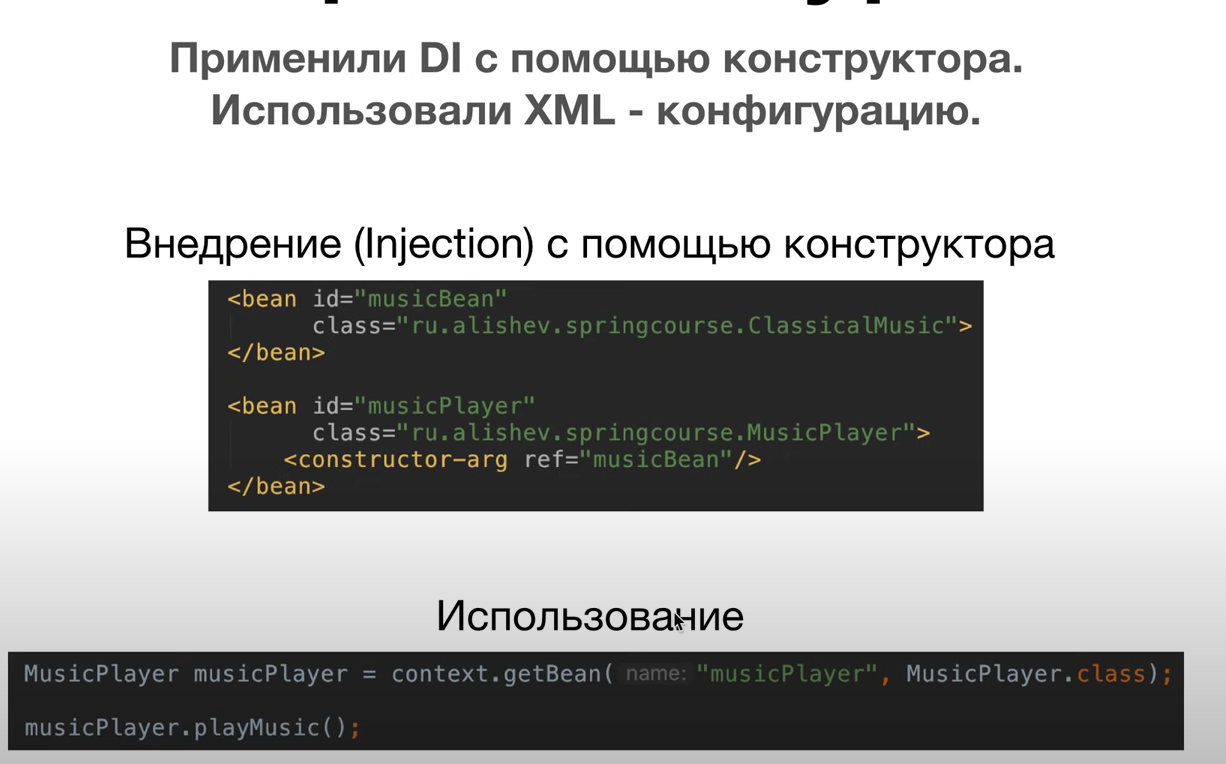 Применили DI с помощью конструктора.
Использовали XML - конфигурацию.
Внедрение (Injection) с помощью конструктора
<bean id="musicBean"
class="ru.alishev.springcourse.ClassicalMusic">
</bean>
<bean id="musicPlayer"
class="ru.alishev.springcourse.MusicPlayer">
<constructor-arg ref="musicBean"/>
</bean>
Использование
MusicPlayer musicPlayer = context.getBean( name: "musicPlayer", MusicPlayer.class);
musicPlayer.playMusic();